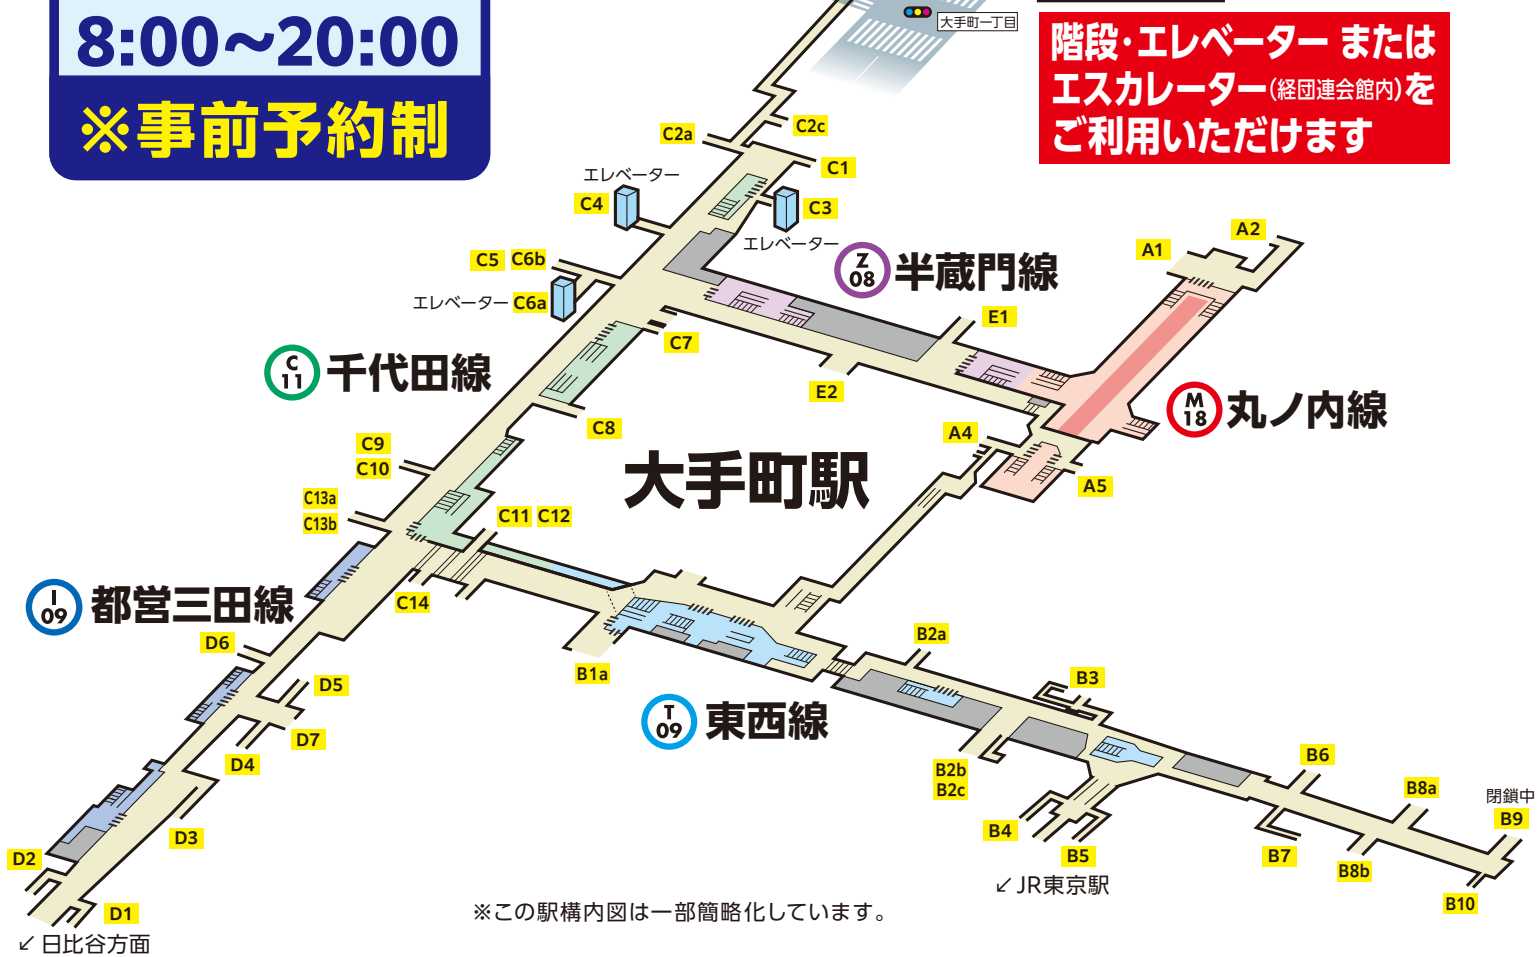 8:00〜20:00
※事前予約制
大手町一丁目
階段・エレベーター または
エスカレーター(経団連会館内)を
ご利用いただけます
C2a
C2c
C1
エレベーター
C4
C3
エレベーター
C5
C6b
エレベーター
C6a
Z
08
半蔵門線
A1
A2
E1
C7
E2
C
11
千代田線
C8
M
18
丸ノ内線
A4
A5
大手町駅
C9
C10
C13a
C13b
C11
C12
I
09
都営三田線
C14
D6
D5
D7
D4
B1a
T
09
東西線
B2a
B3
B2b
B2c
B4
B5
↙JR東京駅
B6
B7
B8a
B8b
閉鎖中
B9
B10
D3
D2
D1
↙日比谷方面
※この駅構内図は一部簡略化しています。